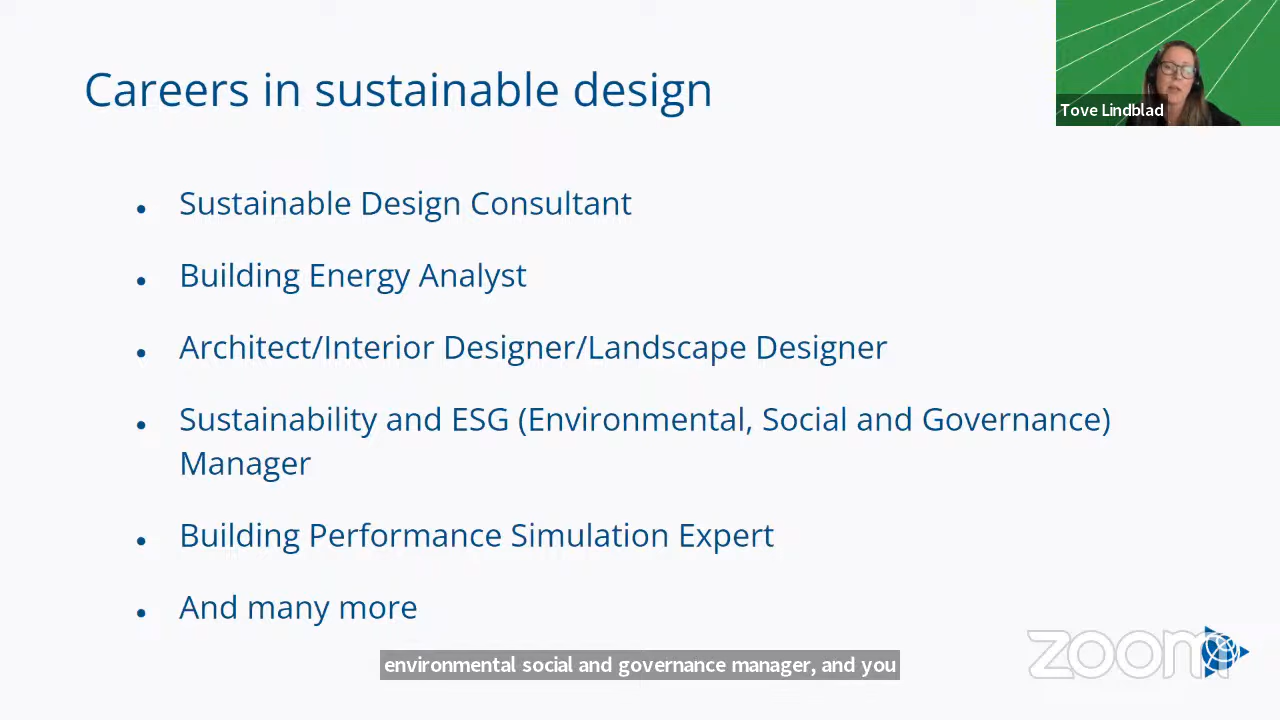 Careers in sustainable design
Tove Lindblad
• Sustainable Design Consultant
• Building Energy Analyst
• Architect/Interior Designer/Landscape Designer
• Sustainability and ESG (Environmental, Social and Governance)
Manager
• Building Performance Simulation Expert
• And many more
zoom
environmental social and governance manager, and you